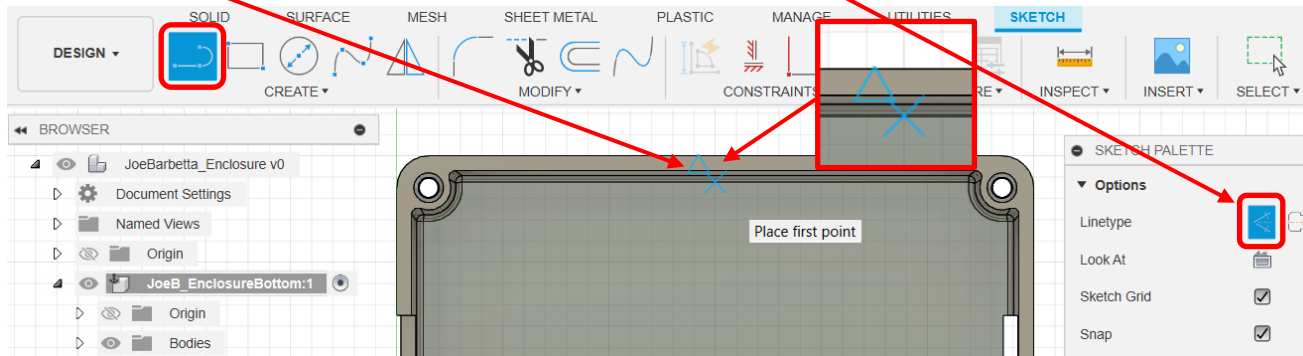 SOLID SURFACE MESH SHEET METAL PLASTIC MANAGE UTILITIES SKETCH
DESIGN ▾
CREATE ▾ MODIFY ▾ CONSTRAINTS RE ▾ INSPECT ▾ INSERT ▾ SELECT ▾
BROWSER
SKETCH PALETTE
JoeBarbetta_Enclosure v0
Options
Document Settings
Named Views
Linetype
Place first point
Origin
Look At
JoeB_EnclosureBottom:1
Sketch Grid
Origin
Snap
Bodies